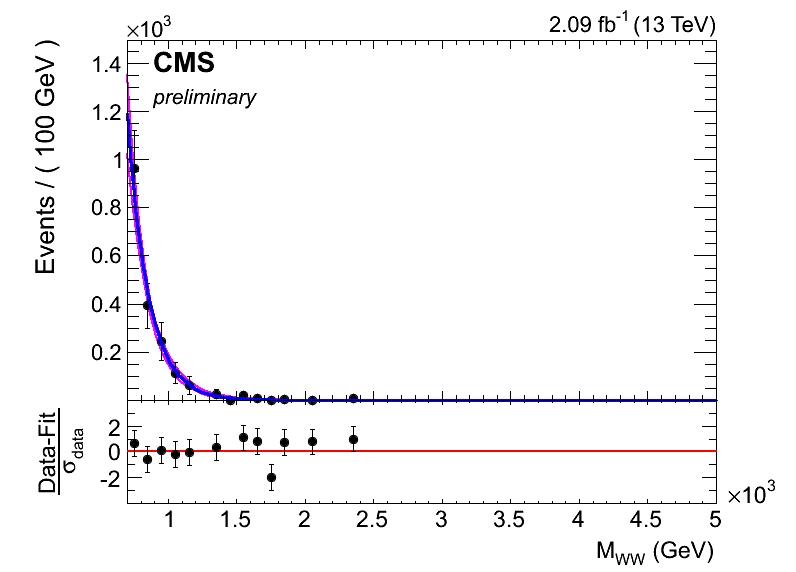 ×10³
2.09 fb⁻¹ (13 TeV)
CMS
preliminary
Events / ( 100 GeV )
1.4
1.2
1
0.8
0.6
0.4
0.2
Data-Fit
σdata
2
0
-2
×10³
1 1.5 2 2.5 3 3.5 4 4.5 5
M_WW (GeV)